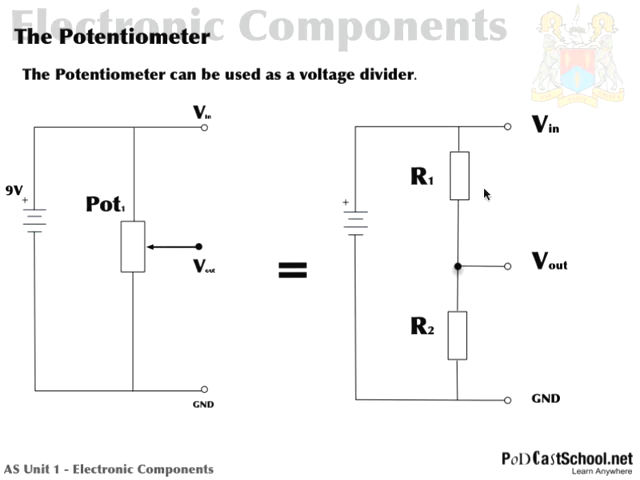 Electronic Components
The Potentiometer
The Potentiometer can be used as a voltage divider.
Vin
9V
+
Pot1
Vout
GND
=
Vin
R1
+
Vout
R2
GND
AS Unit 1 - Electronic Components
PoDCastSchool.net
Learn Anywhere